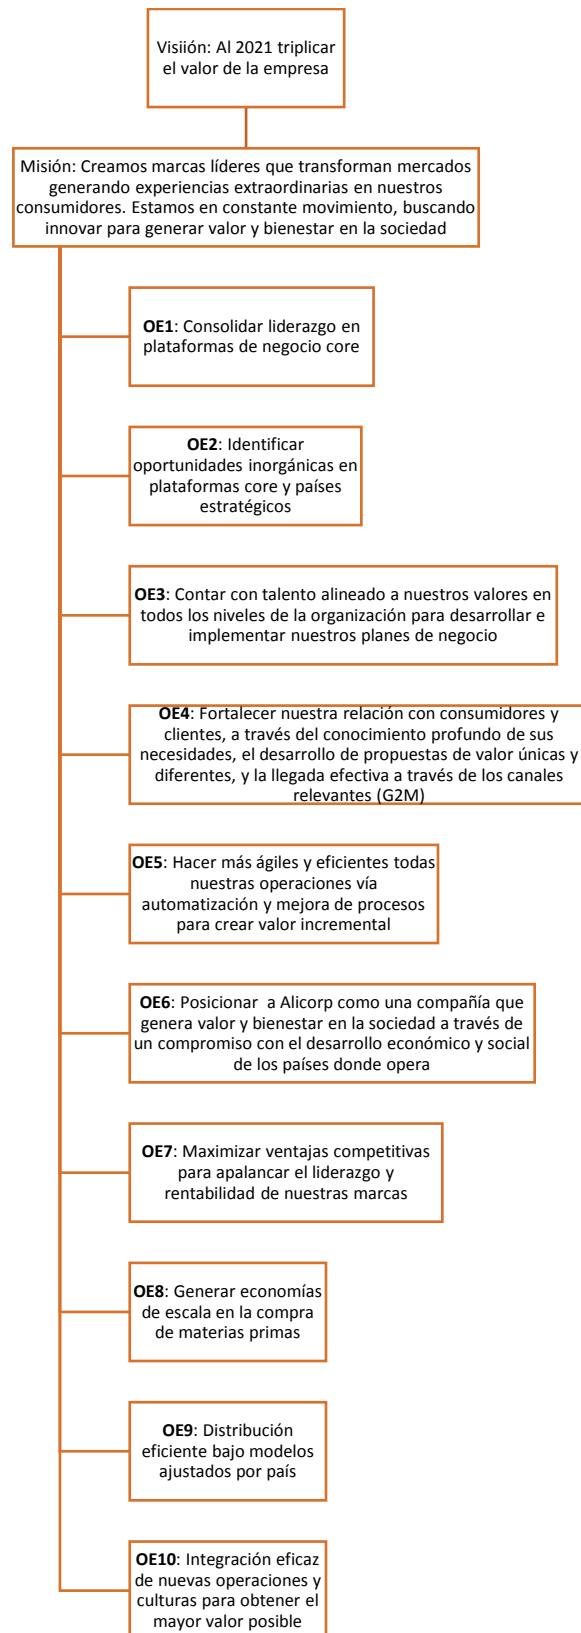 Visiión: Al 2021 triplicar
el valor de la empresa
Misión: Creamos marcas líderes que transforman mercados
generando experiencias extraordinarias en nuestros
consumidores. Estamos en constante movimiento, buscando
innovar para generar valor y bienestar en la sociedad
OE1: Consolidar liderazgo en
plataformas de negocio core
OE2: Identificar
oportunidades inorgánicas en
plataformas core y países
estratégicos
OE3: Contar con talento alineado a nuestros valores en
todos los niveles de la organización para desarrollar e
implementar nuestros planes de negocio
OE4: Fortalecer nuestra relación con consumidores y
clientes, a través del conocimiento profundo de sus
necesidades, el desarrollo de propuestas de valor únicas y
diferentes, y la llegada efectiva a través de los canales
relevantes (G2M)
OE5: Hacer más ágiles y eficientes todas
nuestras operaciones vía
automatización y mejora de procesos
para crear valor incremental
OE6: Posicionar  a Alicorp como una compañía que
genera valor y bienestar en la sociedad a través de
un compromiso con el desarrollo económico y social
de los países donde opera
OE7: Maximizar ventajas competitivas
para apalancar el liderazgo y
rentabilidad de nuestras marcas
OE8: Generar economías
de escala en la compra
de materias primas
OE9: Distribución
eficiente bajo modelos
ajustados por país
OE10: Integración eficaz
de nuevas operaciones y
culturas para obtener el
mayor valor posible